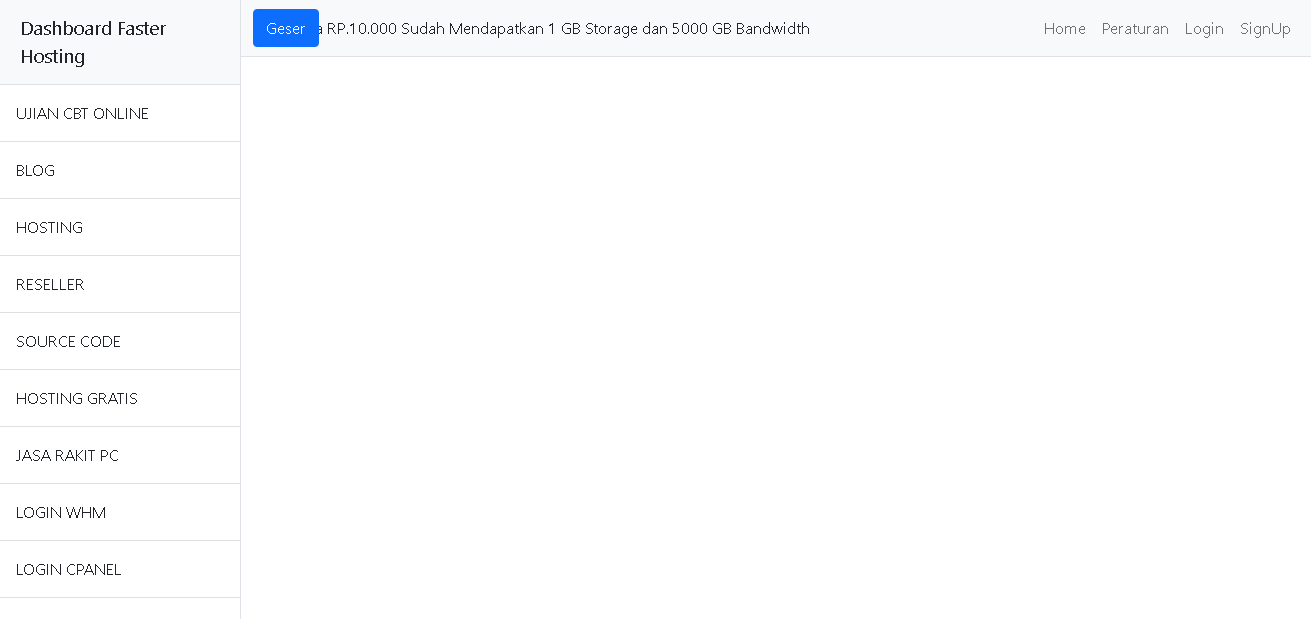 Dashboard Faster
Hosting
UJIAN CBT ONLINE
BLOG
HOSTING
RESELLER
SOURCE CODE
HOSTING GRATIS
JASA RAKIT PC
LOGIN WHM
LOGIN CPANEL
Geser RP.10.000 Sudah Mendapatkan 1 GB Storage dan 5000 GB Bandwidth
Home Peraturan Login SignUp